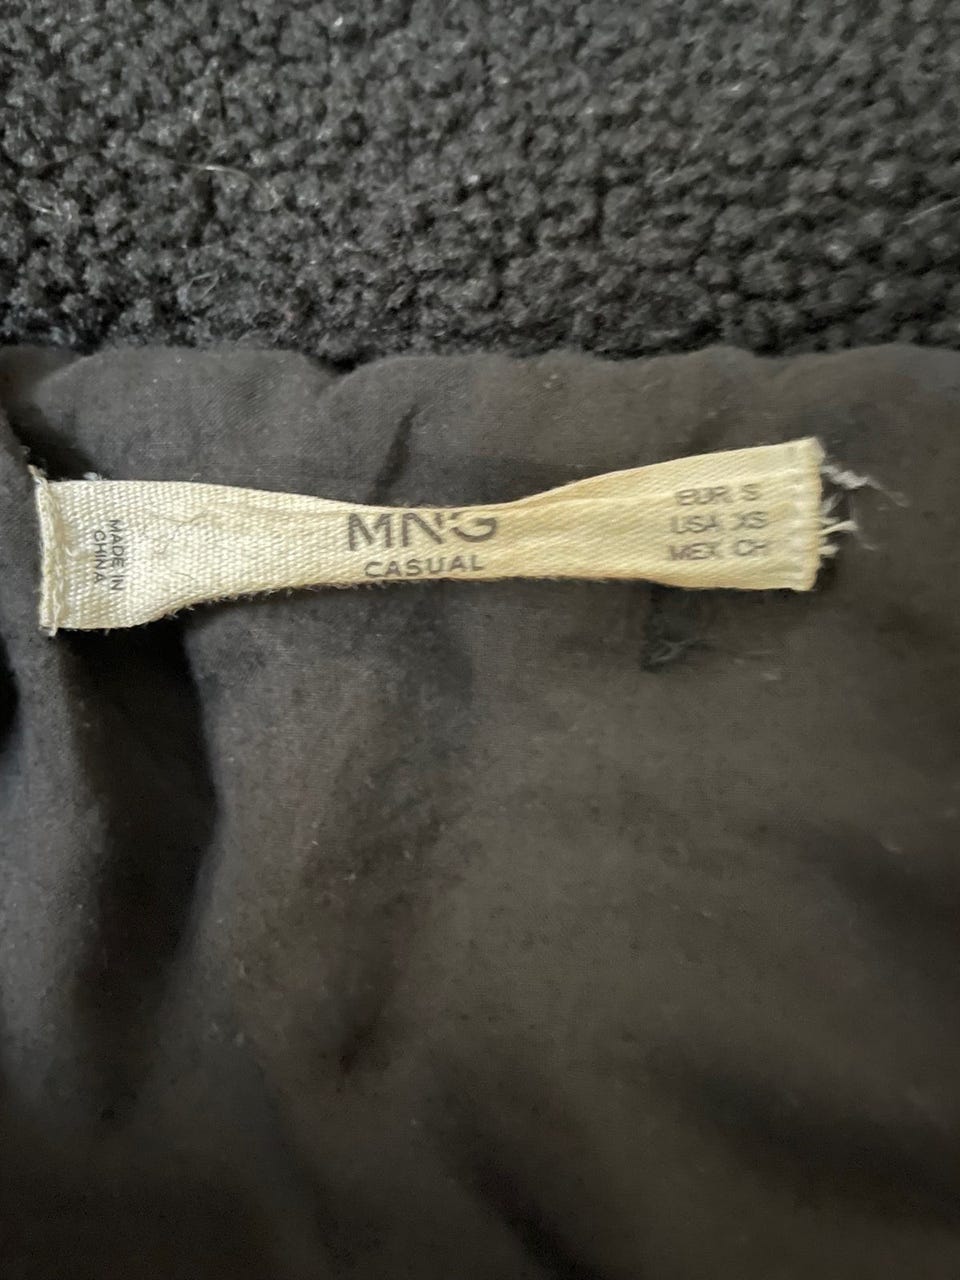 MADE IN
CHINA
MNG
CASUAL
EUR S
USA XS
MEX CH